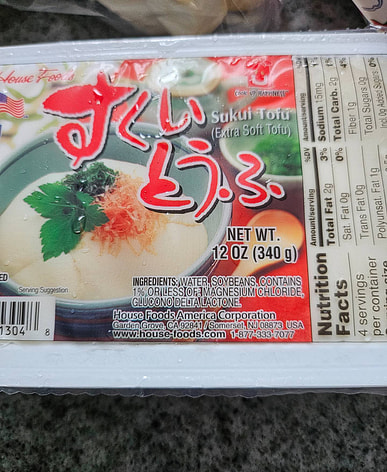 House Foods
すくい
とうふ
Sukui Tofu
(Extra Soft Tofu)
NET WT.
12 OZ (340 g)
INGREDIENTS: WATER, SOYBEANS, CONTAINS
1% OR LESS OF MAGNESIUM CHLORIDE,
GLUCONO DELTA LACTONE.
House Foods America Corporation
Garden Grove, CA 92841 / Somerset, NJ 08873 USA
www.house-foods.com 1-877-333-7077
Serving Suggestion
1304 8
Nutrition
Facts
4 servings
per container
Amount/serving %DV
Total Fat 2g 3%
Sat. Fat 0g 0%
Trans Fat 0g
Polyunsat. Fat 1g
Amount/serving
Sodium 15mg 1%
Total Carb. 2g
Fiber 1g
Total Sugars 0g